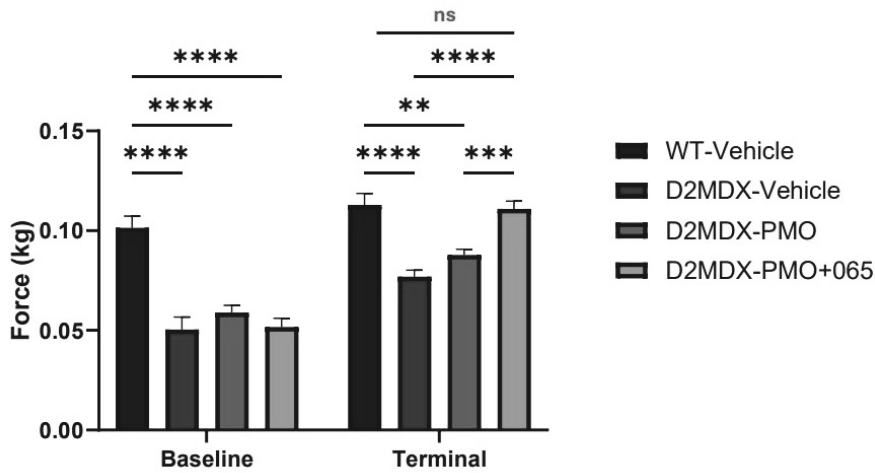 ns
**** ****
**** **
0.15
**** **** ***
WT-Vehicle
D2MDX-Vehicle
0.10
D2MDX-PMO
D2MDX-PMO+065
Force (kg)
0.05
0.00
Baseline Terminal